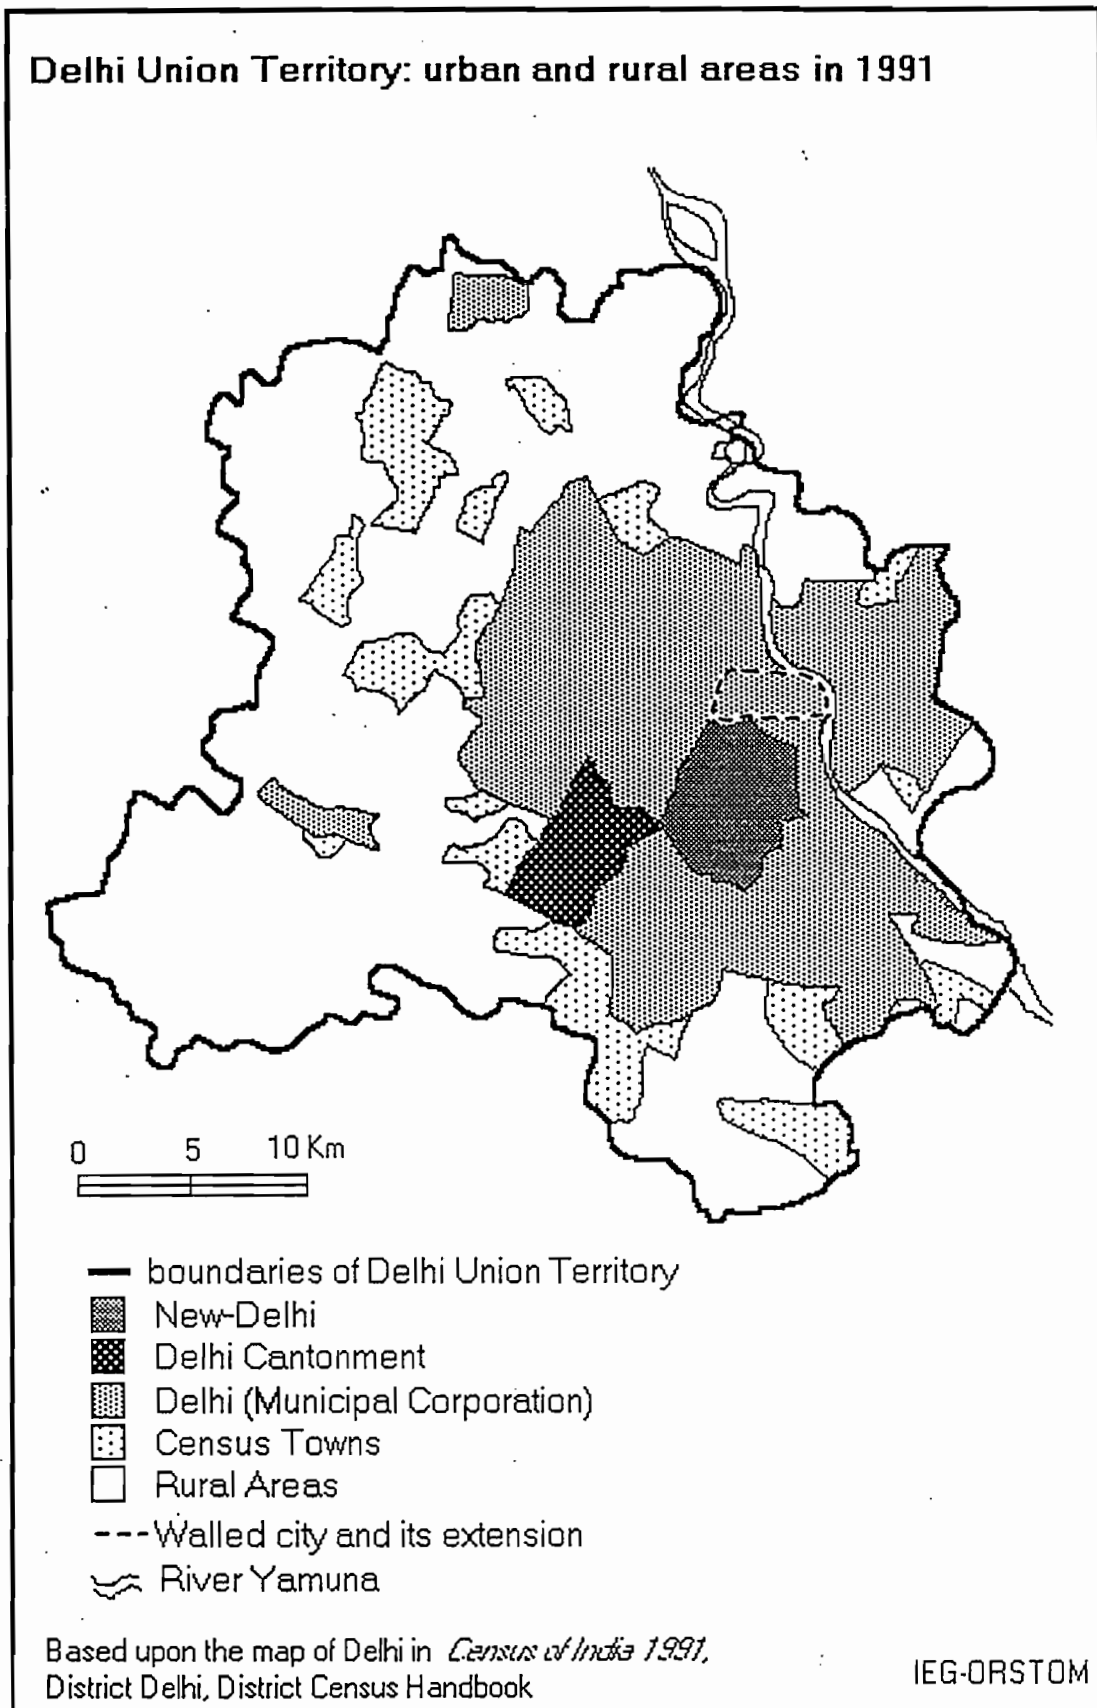 Delhi Union Territory: urban and rural areas in 1991
0 5 10 Km
boundaries of Delhi Union Territory
New-Delhi
Delhi Cantonment
Delhi (Municipal Corporation)
Census Towns
Rural Areas
Walled city and its extension
River Yamuna
Based upon the map of Delhi in Census of India 1991,
District Delhi, District Census Handbook
IEG-ORSTOM